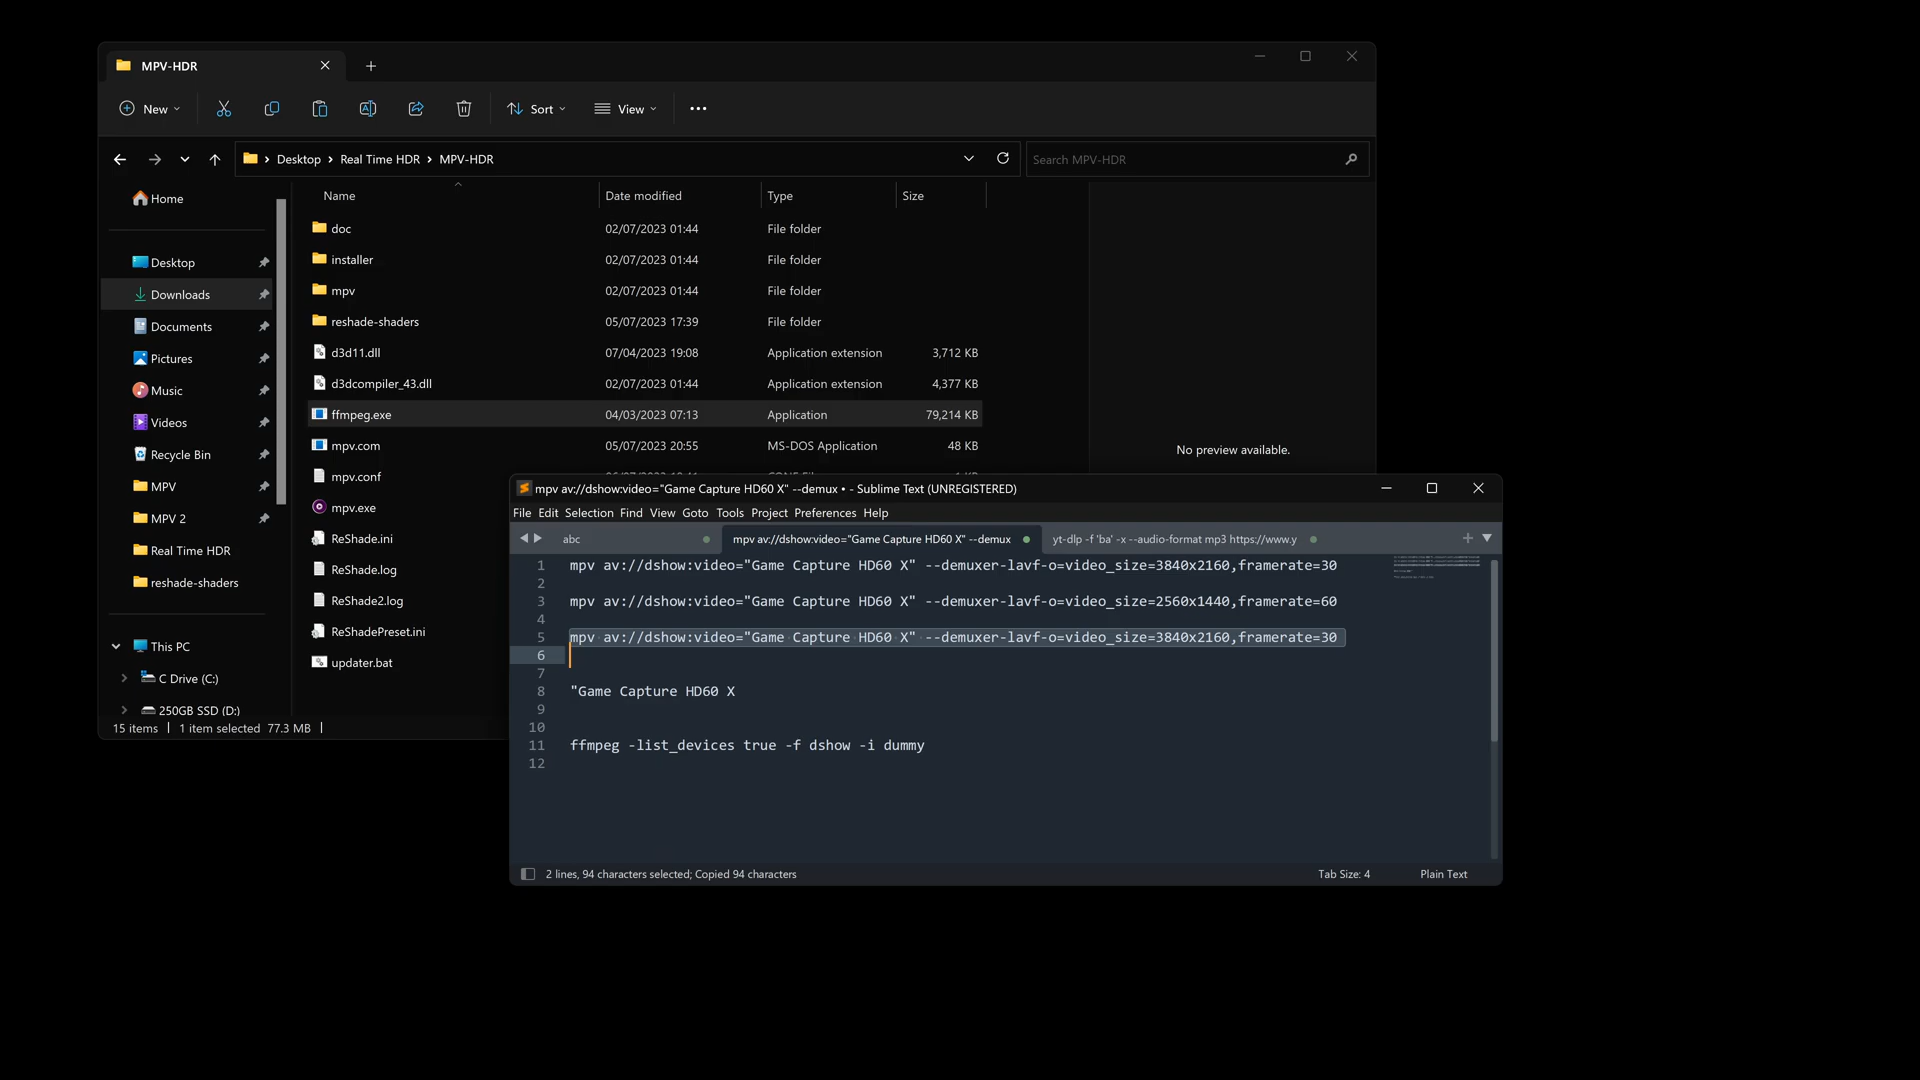 MPV-HDR
New
Sort
View
Desktop
Real Time HDR
MPV-HDR
Search MPV-HDR
Home
Desktop
Downloads
Documents
Pictures
Music
Videos
Recycle Bin
MPV
MPV 2
Real Time HDR
reshade-shaders
This PC
C Drive (C:)
250GB SSD (D:)
Name Date modified Type Size
doc 02/07/2023 01:44 File folder
installer 02/07/2023 01:44 File folder
mpv 02/07/2023 01:44 File folder
reshade-shaders 05/07/2023 17:39 File folder
d3d11.dll 07/04/2023 19:08 Application extension 3,712 KB
d3dcompiler_43.dll 02/07/2023 01:44 Application extension 4,377 KB
ffmpeg.exe 04/03/2023 07:13 Application 79,214 KB
mpv.com 05/07/2023 20:55 MS-DOS Application 48 KB
mpv.conf
mpv.exe
ReShade.ini
ReShade.log
ReShade2.log
ReShadePreset.ini
updater.bat
No preview available.
15 items 1 item selected 77.3 MB
mpv av://dshow:video="Game Capture HD60 X" --demux • - Sublime Text (UNREGISTERED)
File Edit Selection Find View Goto Tools Project Preferences Help
abc
mpv av://dshow:video="Game Capture HD60 X" --demux
yt-dlp -f 'ba' -x --audio-format mp3 https://www.y
1 mpv av://dshow:video="Game Capture HD60 X" --demuxer-lavf-o=video_size=3840x2160,framerate=30
2
3 mpv av://dshow:video="Game Capture HD60 X" --demuxer-lavf-o=video_size=2560x1440,framerate=60
4
5 mpv av://dshow:video="Game Capture HD60 X" --demuxer-lavf-o=video_size=3840x2160,framerate=30
6
7
8 "Game Capture HD60 X
9
10
11 ffmpeg -list_devices true -f dshow -i dummy
12
2 lines, 94 characters selected; Copied 94 characters
Tab Size: 4
Plain Text